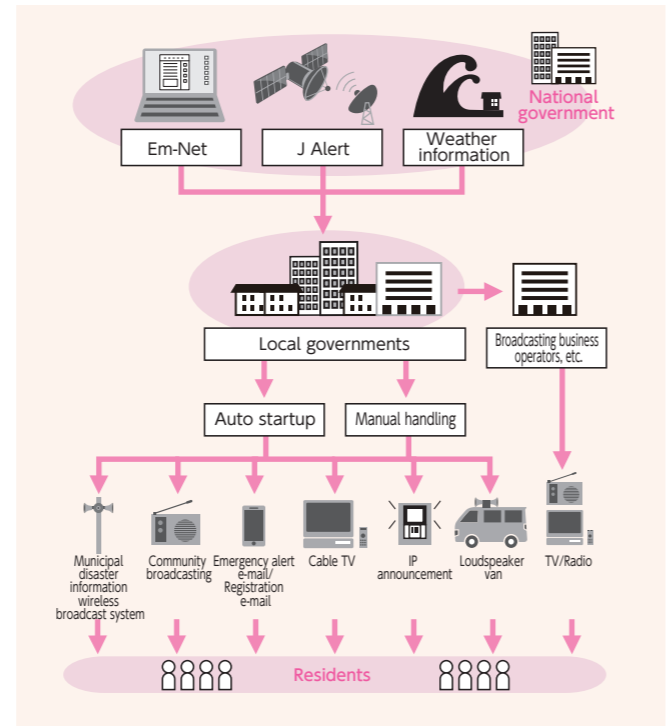 National
government
Em-Net
J Alert
Weather
information
Local governments
Broadcasting business
operators, etc.
Auto startup
Manual handling
Municipal
disaster
information
wireless
broadcast system
Community
broadcasting
Emergency alert
e-mail/
Registration
e-mail
Cable TV
IP
announcement
Loudspeaker
van
TV/Radio
Residents